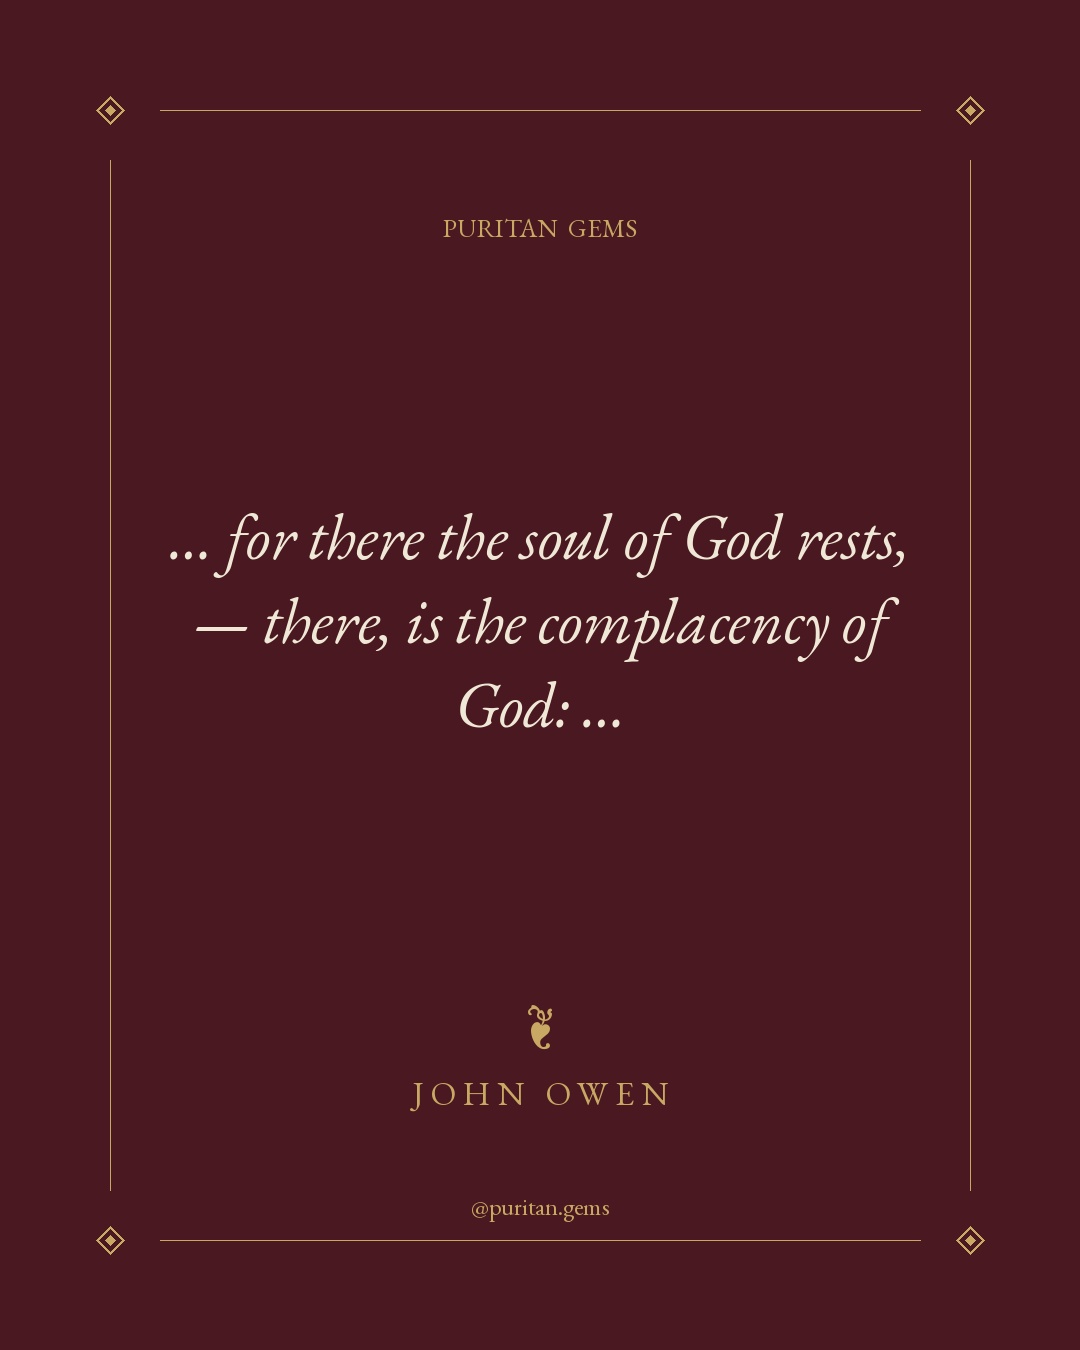 PURITAN GEMS
... for there the soul of God rests,
— there, is the complacency of
God: ...
JOHN OWEN
@puritan.gems